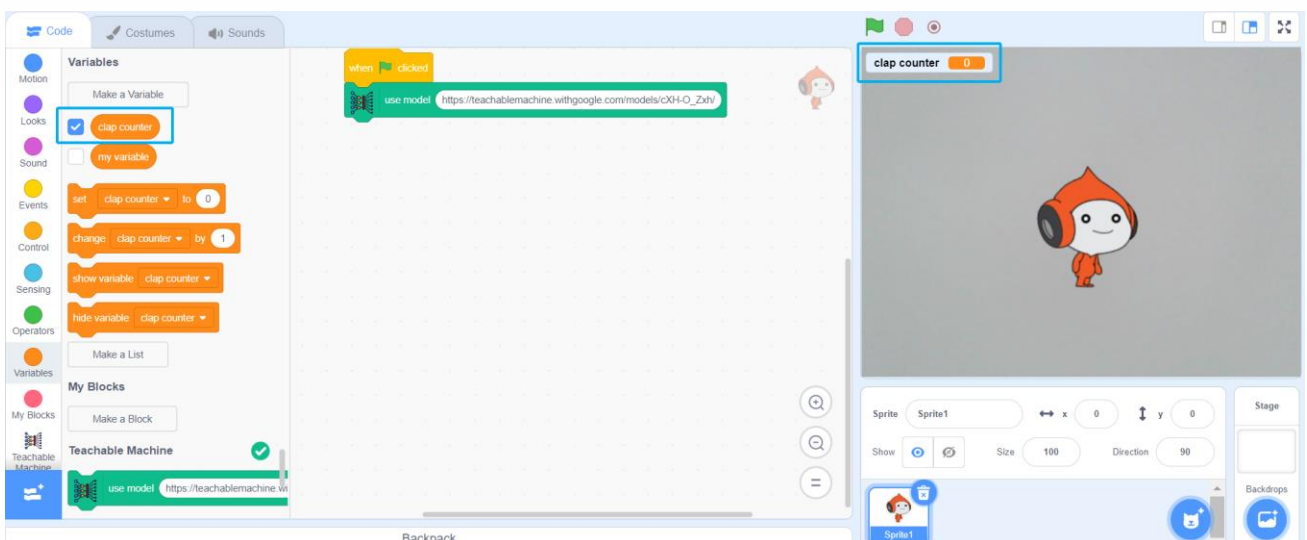 Code
Costumes
Sounds
Motion
Looks
Sound
Events
Control
Sensing
Operators
Variables
My Blocks
Teachable
Machine
Variables
Make a Variable
clap counter
my variable
set clap counter to 0
change clap counter by 1
show variable clap counter
hide variable clap counter
Make a List
My Blocks
Make a Block
Teachable Machine
use model https://teachablemachine.wi
when clicked
use model https://teachablemachine.withgoogle.com/models/cXH-O_Zxh/
Backpack
clap counter 0
Sprite Sprite1 x 0 y 0
Show Size 100 Direction 90
Sprite1
Stage
Backdrops